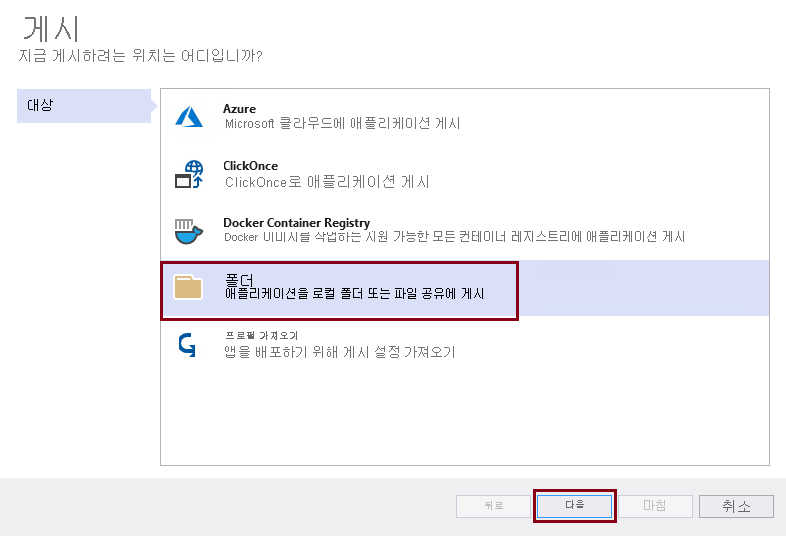 게시
지금 게시하려는 위치는 어디입니까?
대상
Azure
Microsoft 클라우드에 애플리케이션 게시
ClickOnce
ClickOnce로 애플리케이션 게시
Docker Container Registry
Docker 이미지를 작업하는 지원 가능한 모든 컨테이너 레지스트리에 애플리케이션 게시
폴더
애플리케이션을 로컬 폴더 또는 파일 공유에 게시
프로필 가져오기
앱을 배포하기 위해 게시 설정 가져오기
뒤로
다음
마침
취소